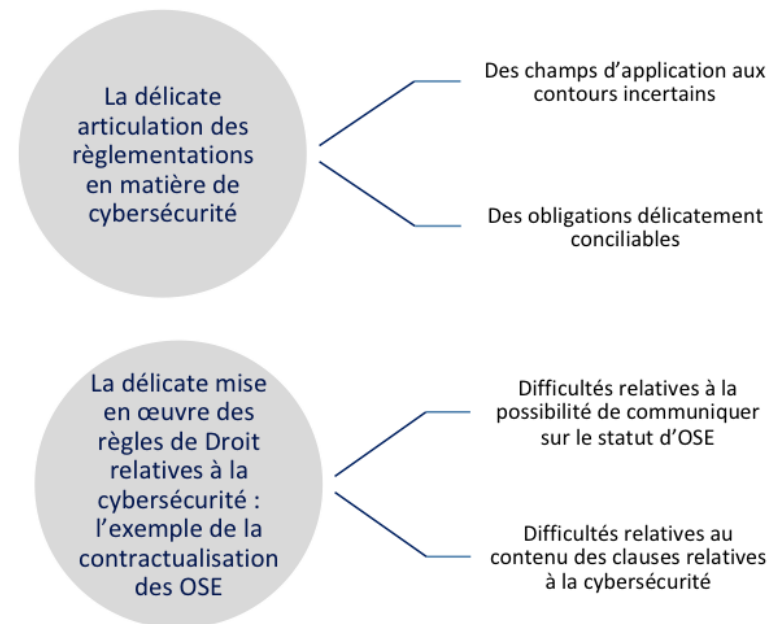 La délicate
articulation des
règlementations
en matière de
cybersécurité
Des champs d’application aux
contours incertains
Des obligations délicatement
conciliables
La délicate mise
en œuvre des
règles de Droit
relatives à la
cybersécurité :
l’exemple de la
contractualisation
des OSE
Difficultés relatives à la
possibilité de communiquer
sur le statut d’OSE
Difficultés relatives au
contenu des clauses relatives
à la cybersécurité